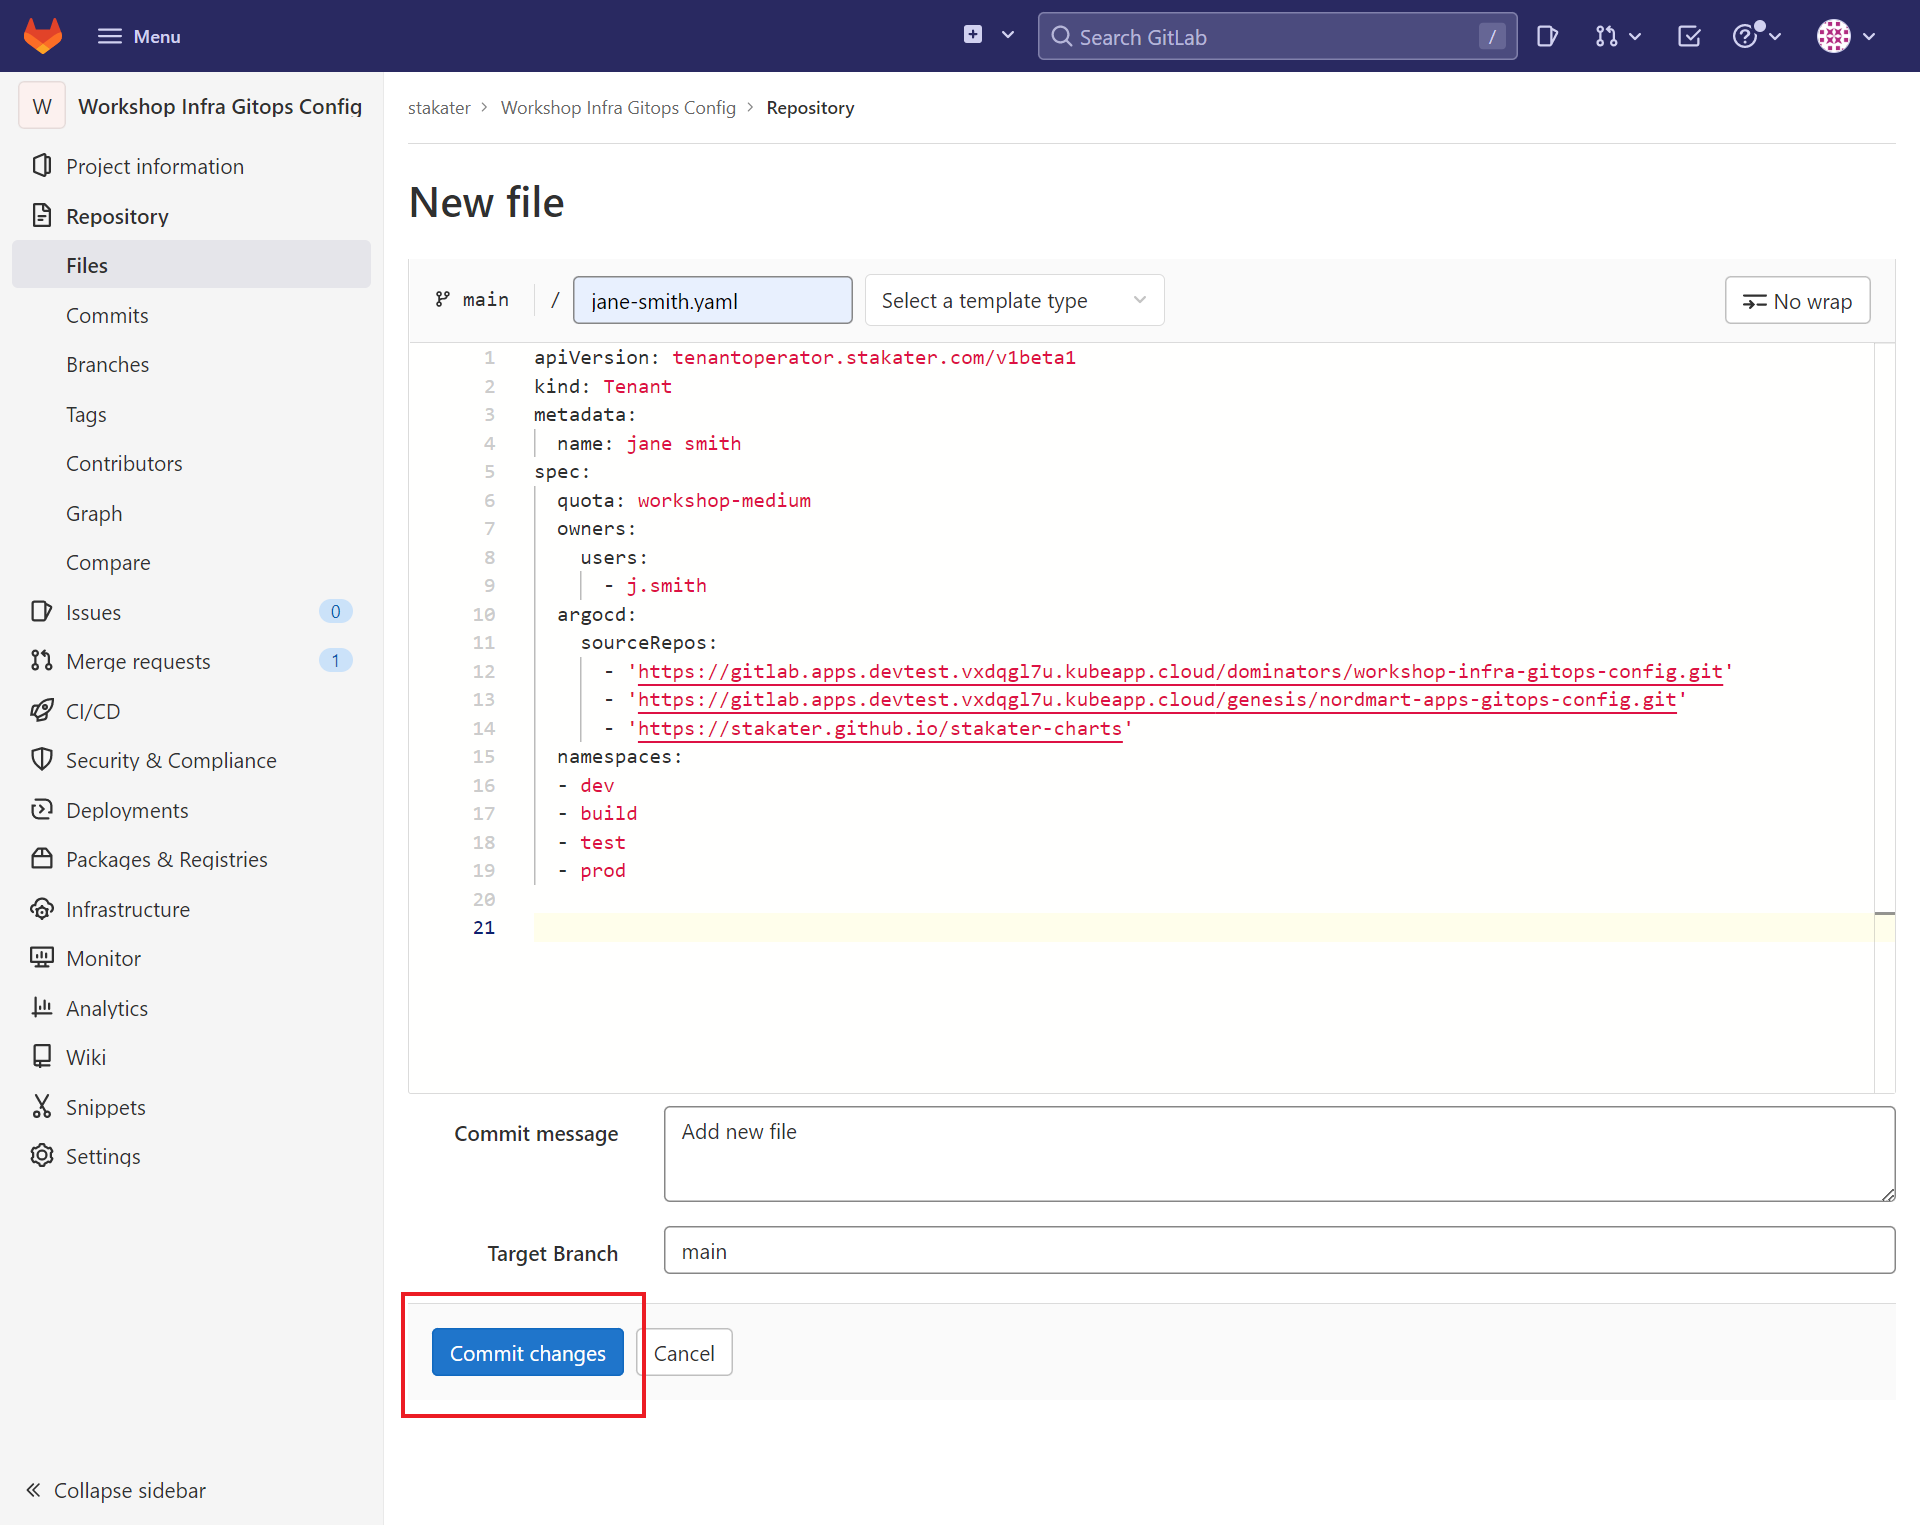 Menu
Search GitLab /
W Workshop Infra Gitops Config
Project information
Repository
Files
Commits
Branches
Tags
Contributors
Graph
Compare
Issues 0
Merge requests 1
CI/CD
Security & Compliance
Deployments
Packages & Registries
Infrastructure
Monitor
Analytics
Wiki
Snippets
Settings
Collapse sidebar
stakater > Workshop Infra Gitops Config > Repository
New file
main / jane-smith.yaml Select a template type No wrap
1 apiVersion: tenantoperator.stakater.com/v1beta1
2 kind: Tenant
3 metadata:
4 name: jane smith
5 spec:
6 quota: workshop-medium
7 owners:
8 users:
9 - j.smith
10 argocd:
11 sourceRepos:
12 - 'https://gitlab.apps.devtest.vxdqgl7u.kubeapp.cloud/dominators/workshop-infra-gitops-config.git'
13 - 'https://gitlab.apps.devtest.vxdqgl7u.kubeapp.cloud/genesis/nordmart-apps-gitops-config.git'
14 - 'https://stakater.github.io/stakater-charts'
15 namespaces:
16 - dev
17 - build
18 - test
19 - prod
20
21
Commit message Add new file
Target Branch main
Commit changes Cancel